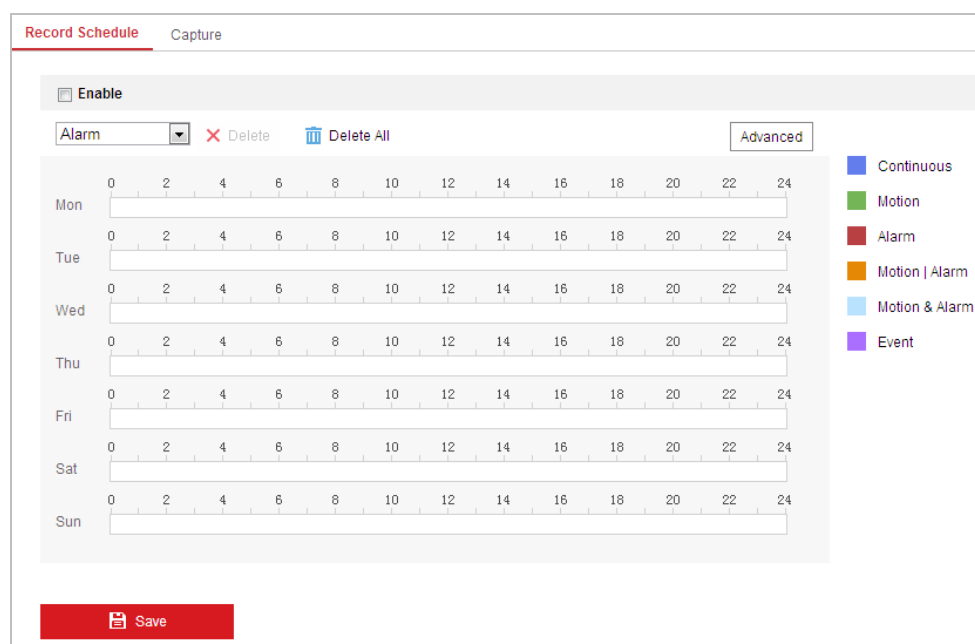 Record Schedule Capture
Enable
Alarm Delete Delete All Advanced
0 2 4 6 8 10 12 14 16 18 20 22 24
Mon
0 2 4 6 8 10 12 14 16 18 20 22 24
Tue
0 2 4 6 8 10 12 14 16 18 20 22 24
Wed
0 2 4 6 8 10 12 14 16 18 20 22 24
Thu
0 2 4 6 8 10 12 14 16 18 20 22 24
Fri
0 2 4 6 8 10 12 14 16 18 20 22 24
Sat
0 2 4 6 8 10 12 14 16 18 20 22 24
Sun
Continuous
Motion
Alarm
Motion | Alarm
Motion & Alarm
Event
Save